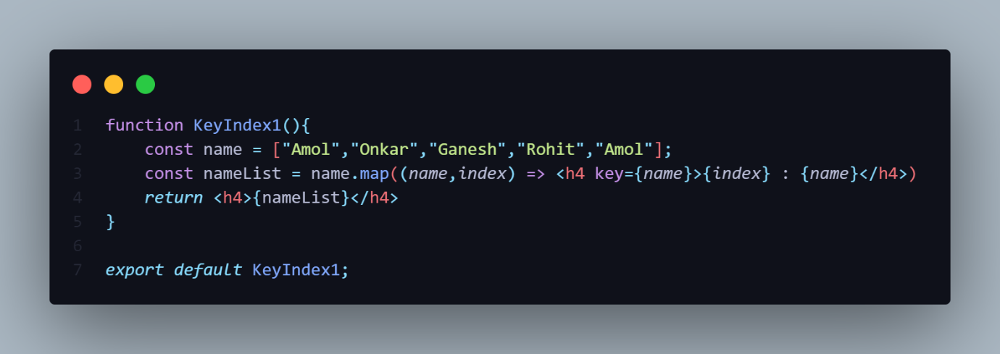 1 function KeyIndex1(){
2 const name = ["Amol","Onkar","Ganesh","Rohit","Amol"];
3 const nameList = name.map((name,index) => <h4 key={name}>{index} : {name}</h4>)
4 return <h4>{nameList}</h4>
5 }
6
7 export default KeyIndex1;